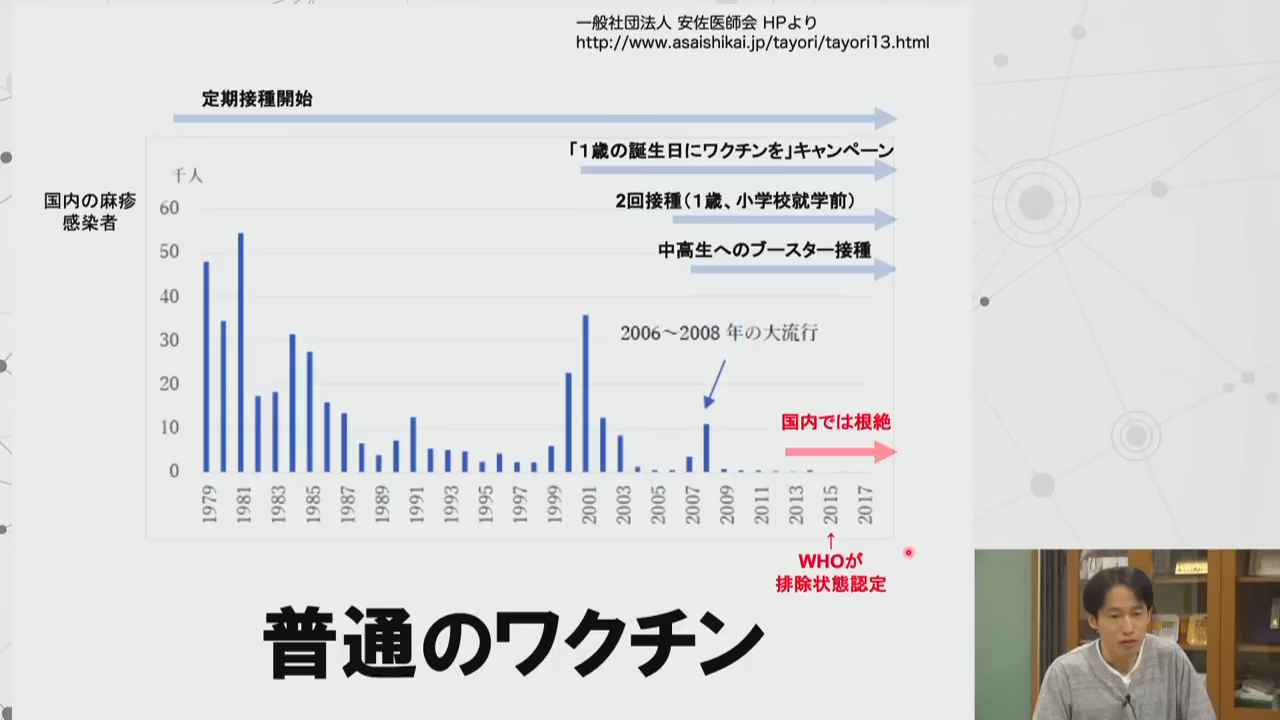 一般社団法人 安佐医師会 HPより
http://www.asaishikai.jp/tayori/tayori13.html
定期接種開始
「1歳の誕生日にワクチンを」キャンペーン
千人
国内の麻疹
感染者
2回接種（1歳、小学校就学前）
中高生へのブースター接種
60
50
40
30
20
10
0
2006～2008 年の大流行
国内では根絶
1979
1981
1983
1985
1987
1989
1991
1993
1995
1997
1999
2001
2003
2005
2007
2009
2011
2013
2015
2017
↑
WHOが
排除状態認定
普通のワクチン